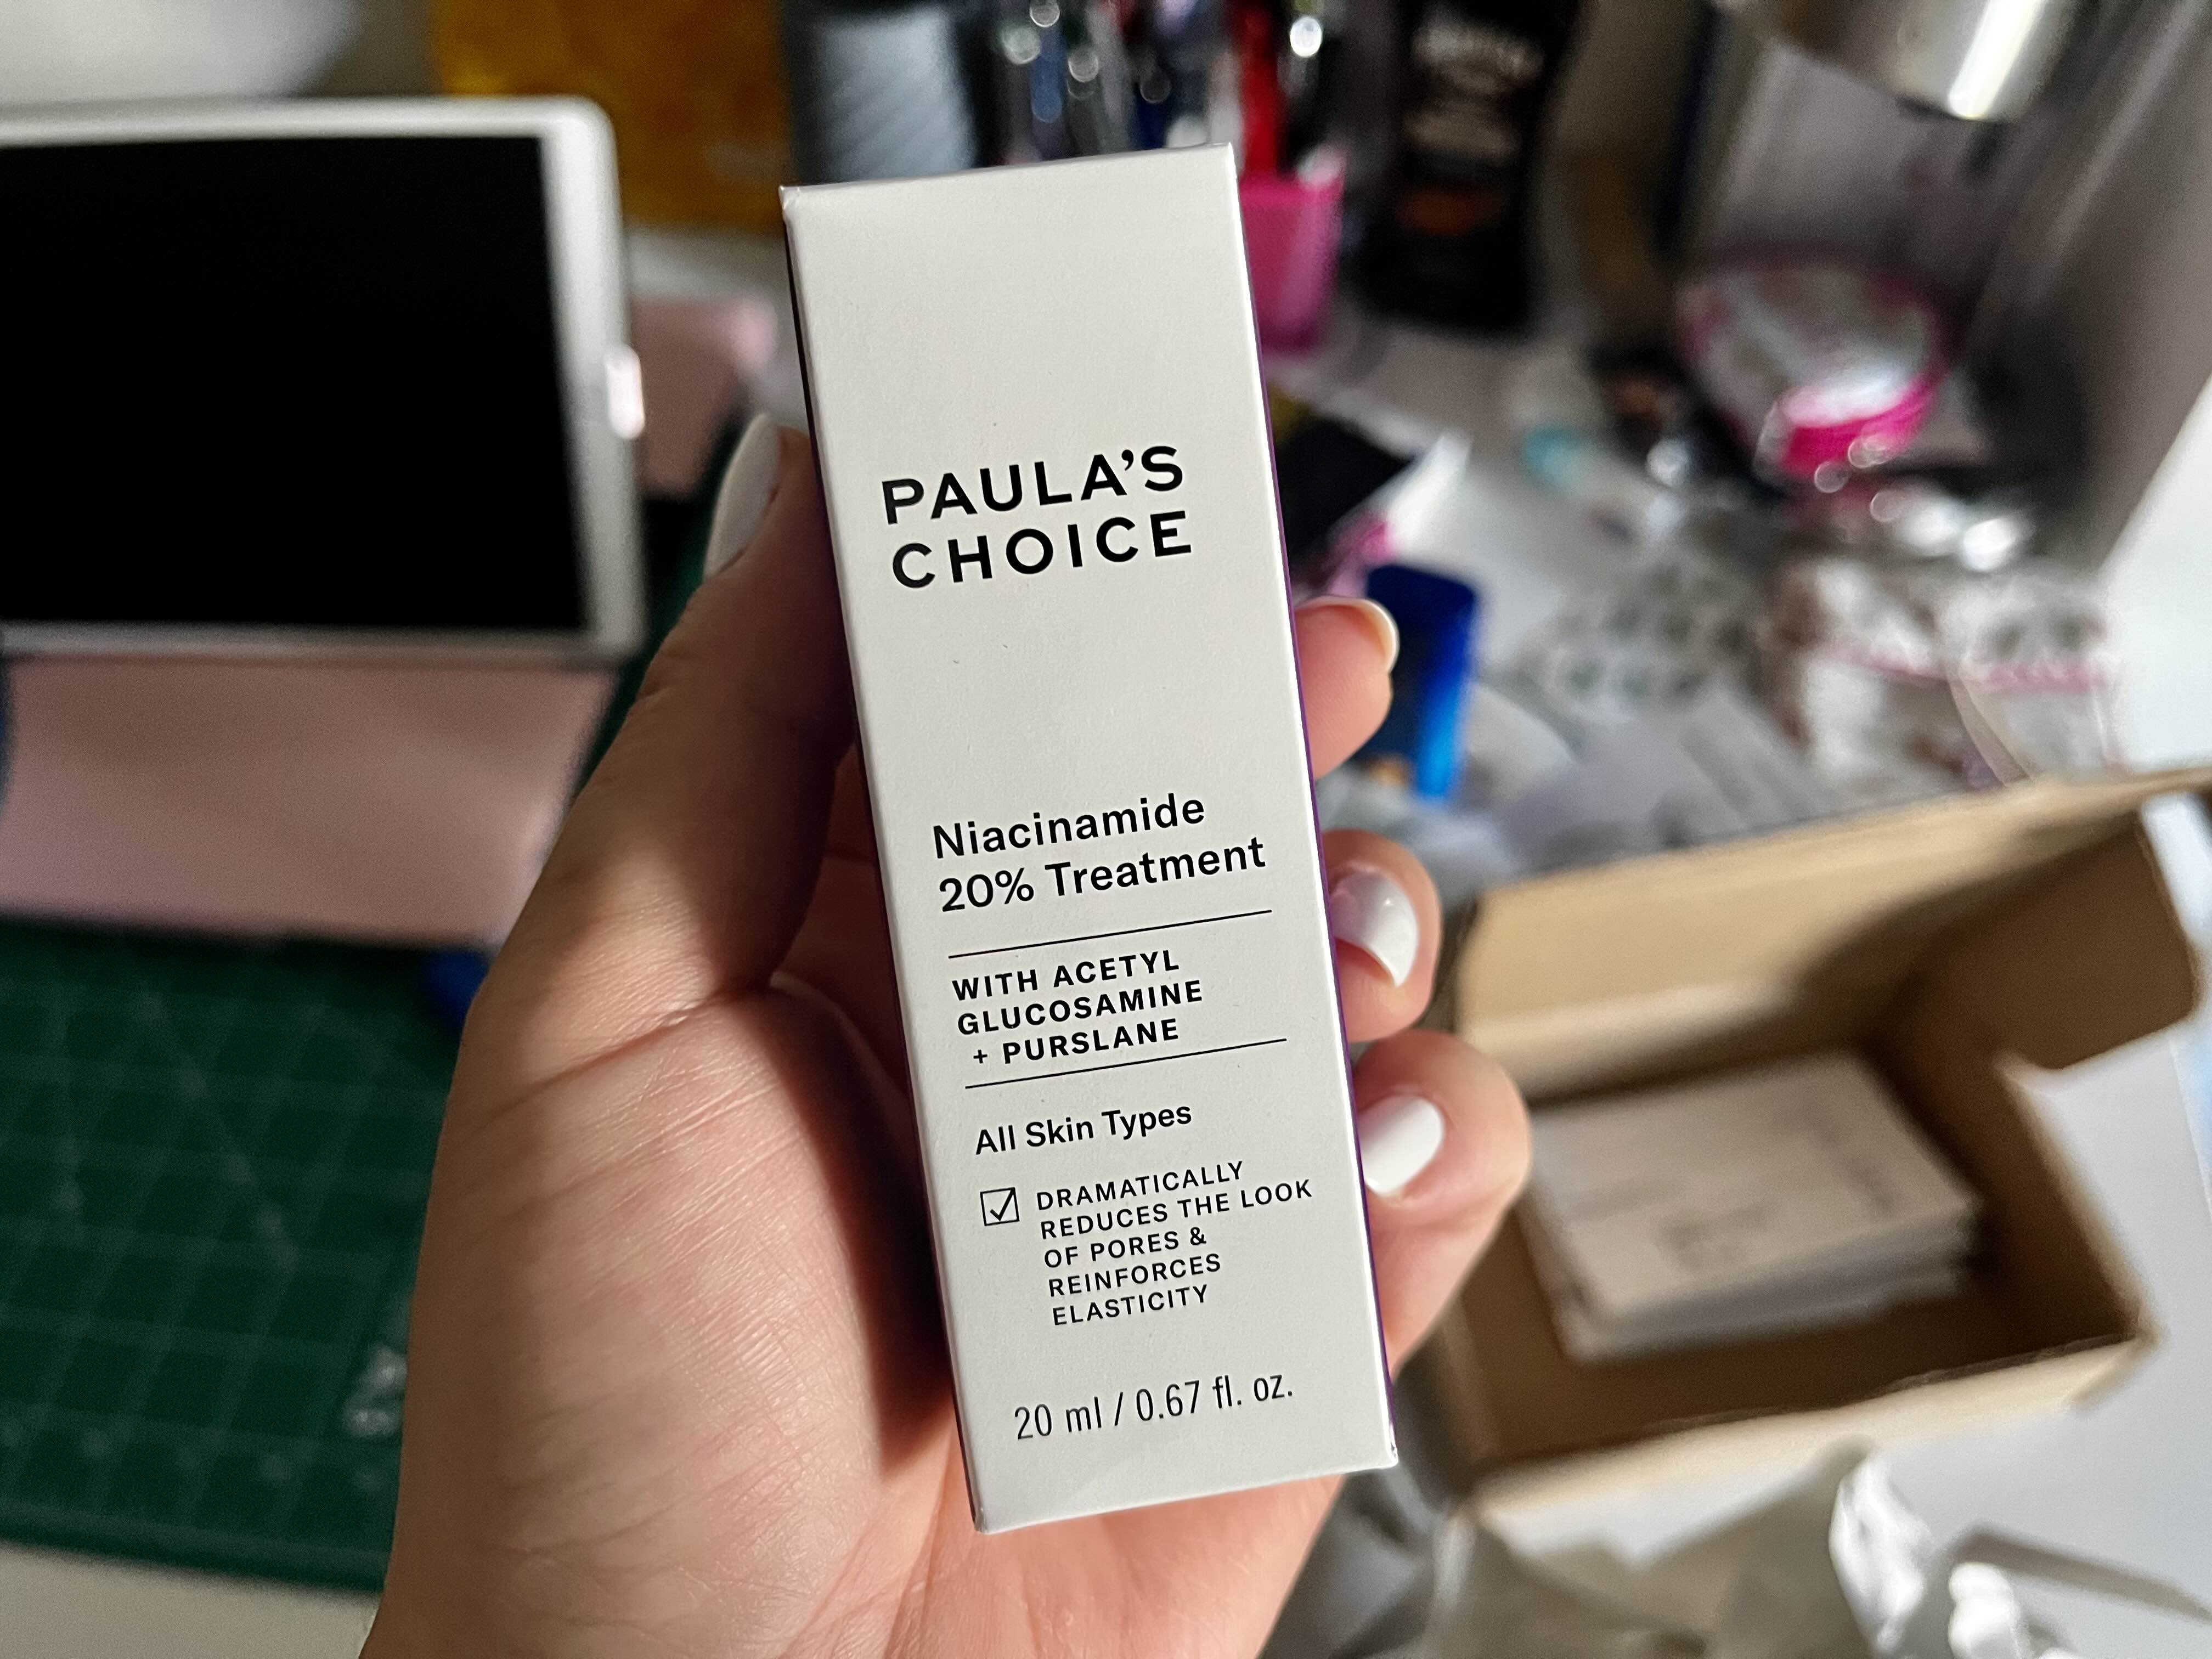 PAULA'S
CHOICE
Niacinamide
20% Treatment
WITH ACETYL
GLUCOSAMINE
+ PURSLANE
All Skin Types
DRAMATICALLY
REDUCES THE LOOK
OF PORES &
REINFORCES
ELASTICITY
20 ml / 0.67 fl. oz.